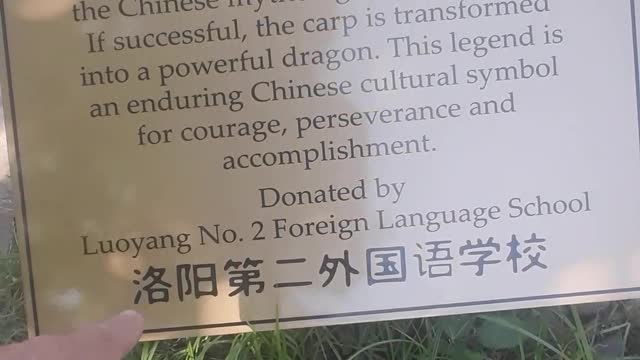 the Chinese
If successful, the carp is transformed
into a powerful dragon. This legend is
an enduring Chinese cultural symbol
for courage, perseverance and
accomplishment.
Donated by
Luoyang No. 2 Foreign Language School
洛阳第二外国语学校